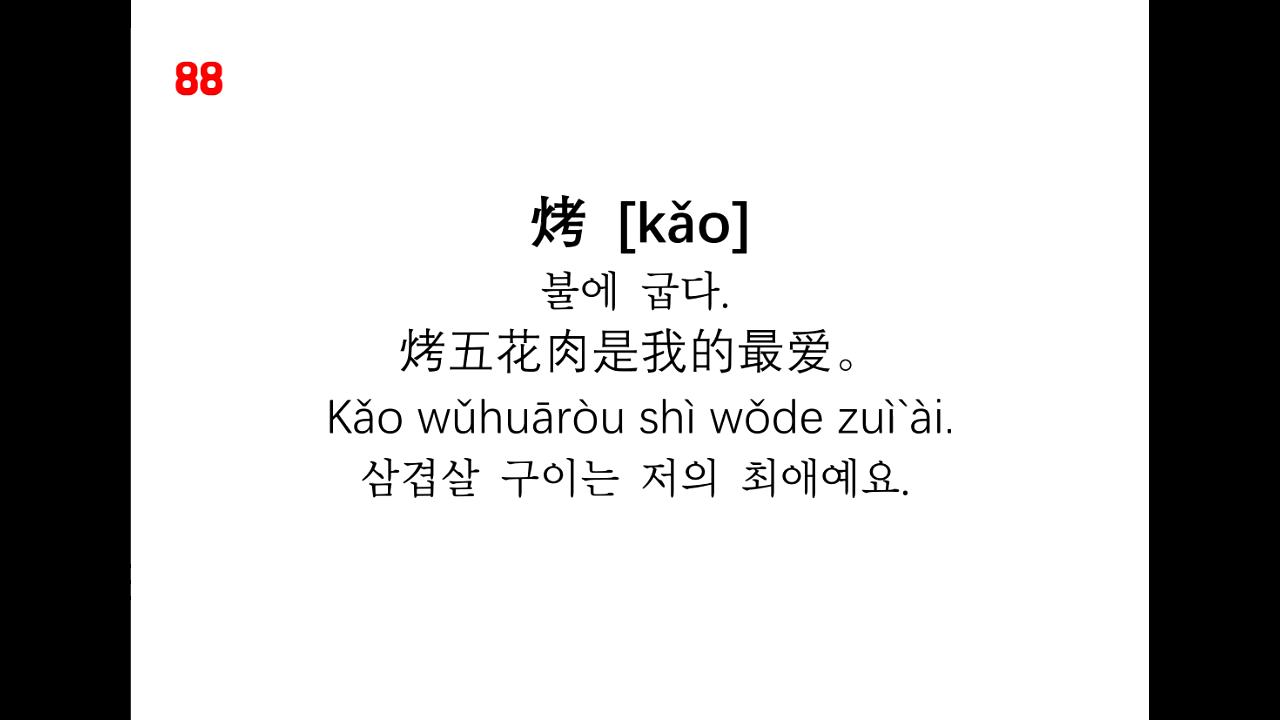 88
烤 [kǎo]
불에 굽다.
烤五花肉是我的最爱。
Kǎo wǔhuāròu shì wǒde zuì`ài.
삼겹살 구이는 저의 최애예요.